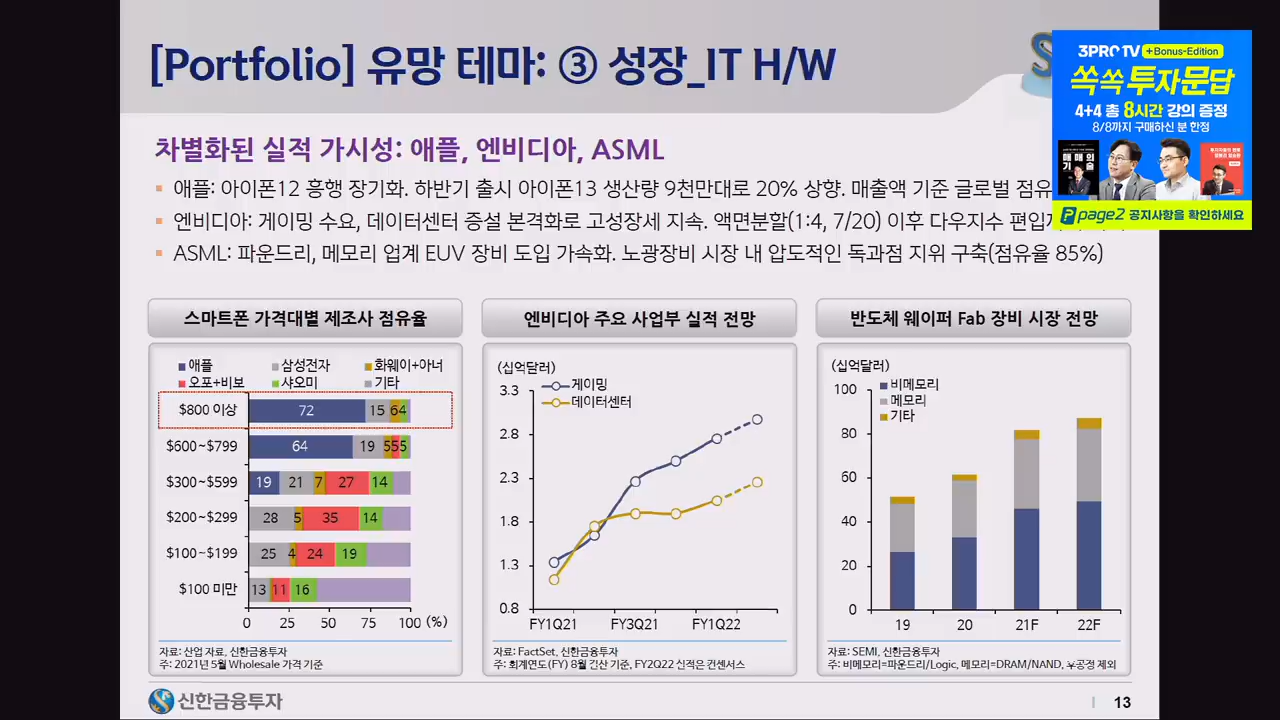 [Portfolio] 유망 테마: ③ 성장_IT H/W
3PROTV +Bonus-Edition
쏙쏙 투자문답
4+4 총 8시간 강의 증정
8/8까지 구매하신 분 한정
매매의
기술
page2 공지사항을 확인하세요
차별화된 실적 가시성: 애플, 엔비디아, ASML
애플: 아이폰12 흥행 장기화. 하반기 출시 아이폰13 생산량 9천만대로 20% 상향. 매출액 기준 글로벌 점유
엔비디아: 게이밍 수요, 데이터센터 증설 본격화로 고성장세 지속. 액면분할(1:4, 7/20) 이후 다우지수 편입
ASML: 파운드리, 메모리 업계 EUV 장비 도입 가속화. 노광장비 시장 내 압도적인 독과점 지위 구축(점유율 85%)
스마트폰 가격대별 제조사 점유율
애플 삼성전자 화웨이+아너
오포+비보 샤오미 기타
$800 이상 72 15 6 4
$600~$799 64 19 5 5 5
$300~$599 19 21 7 27 14
$200~$299 28 5 35 14
$100~$199 25 4 24 19
$100 미만 13 11 16
0 25 50 75 100 (%)
자료: 산업 자료, 신한금융투자
주: 2021년 5월 Wholesale 가격 기준
엔비디아 주요 사업부 실적 전망
(십억달러)
게이밍
데이터센터
3.3
2.8
2.3
1.8
1.3
0.8
FY1Q21 FY3Q21 FY1Q22
자료: FactSet, 신한금융투자
주: 회계연도(FY) 8월 결산 기준, FY2Q22 실적은 컨센서스
반도체 웨이퍼 Fab 장비 시장 전망
(십억달러)
비메모리
메모리
기타
100
80
60
40
20
0
19 20 21F 22F
자료: SEMI, 신한금융투자
주: 비메모리=파운드리/Logic, 메모리=DRAM/NAND, 후공정 제외
신한금융투자
13